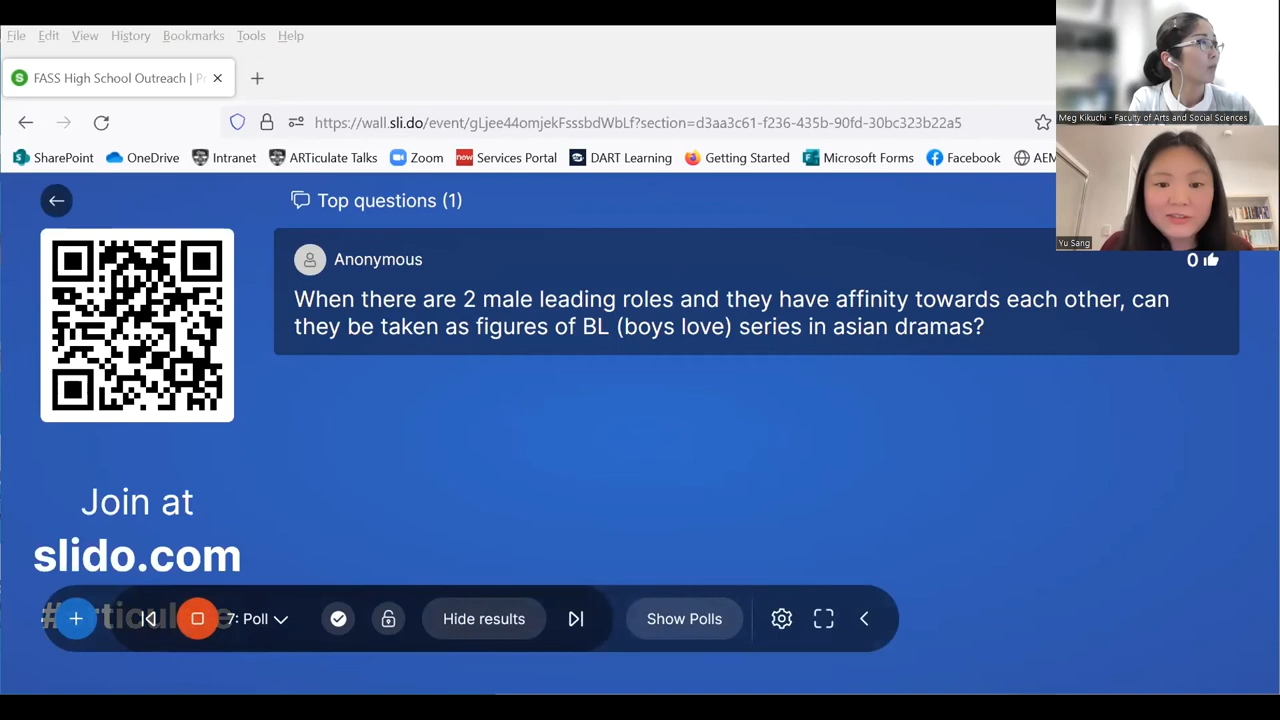 File Edit View History Bookmarks Tools Help
FASS High School Outreach | Pr
https://wall.sli.do/event/gLjee44omjekFsssbdWbLf?section=d3aa3c61-f236-435b-90fd-30bc323b22a5
SharePoint OneDrive Intranet ARTiculate Talks Zoom now Services Portal DART Learning Getting Started Microsoft Forms Facebook AEM
Meg Kikuchi - Faculty of Arts and Social Sciences
Yu Sang
Top questions (1)
Anonymous
0
When there are 2 male leading roles and they have affinity towards each other, can
they be taken as figures of BL (boys love) series in asian dramas?
Join at
slido.com
7: Poll
Hide results
Show Polls